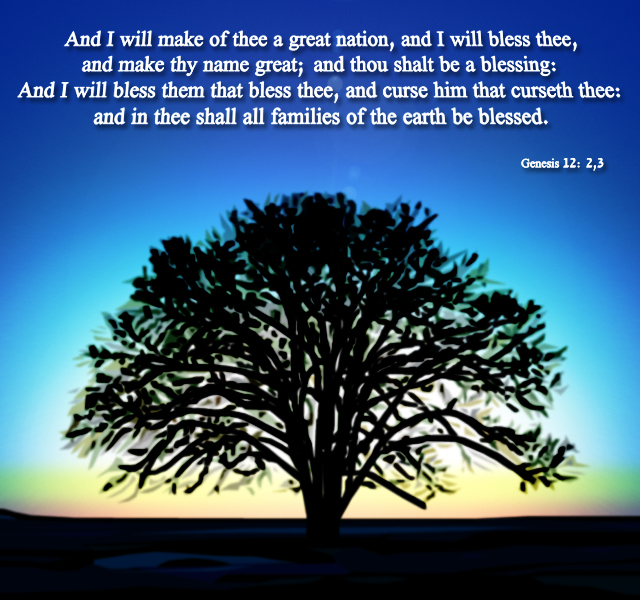 And I will make of thee a great nation, and I will bless thee,
and make thy name great; and thou shalt be a blessing:
And I will bless them that bless thee, and curse him that curseth thee:
and in thee shall all families of the earth be blessed.
Genesis 12: 2,3